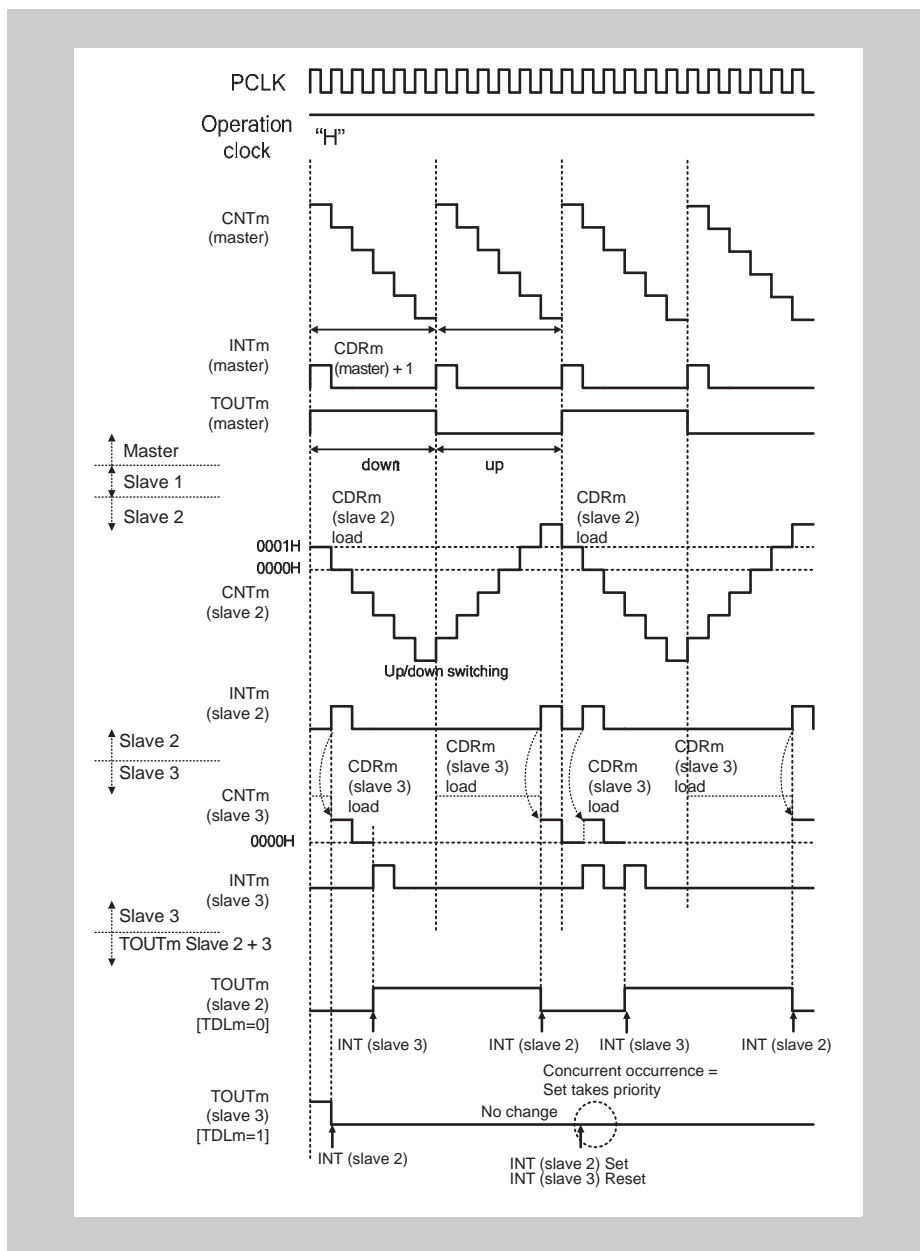 PCLK
Operation
clock
“H”
CNTm
(master)
INTm
(master)
CDRm
(master) + 1
TOUTm
(master)
Master
down
up
Slave 1
Slave 2
CDRm
(slave 2)
load
CDRm
(slave 2)
load
0001H
0000H
CNTm
(slave 2)
Up/down switching
INTm
(slave 2)
Slave 2
Slave 3
CDRm
(slave 3)
load
CDRm
(slave 3)
load
CDRm
(slave 3)
load
CDRm
(slave 3)
load
CNTm
(slave 3)
0000H
INTm
(slave 3)
Slave 3
TOUTm Slave 2 + 3
TOUTm
(slave 2)
[TDLm=0]
INT (slave 3)
INT (slave 2)
INT (slave 3)
INT (slave 2)
Concurrent occurrence =
Set takes priority
TOUTm
(slave 3)
[TDLm=1]
No change
INT (slave 2)
INT (slave 2) Set
INT (slave 3) Reset